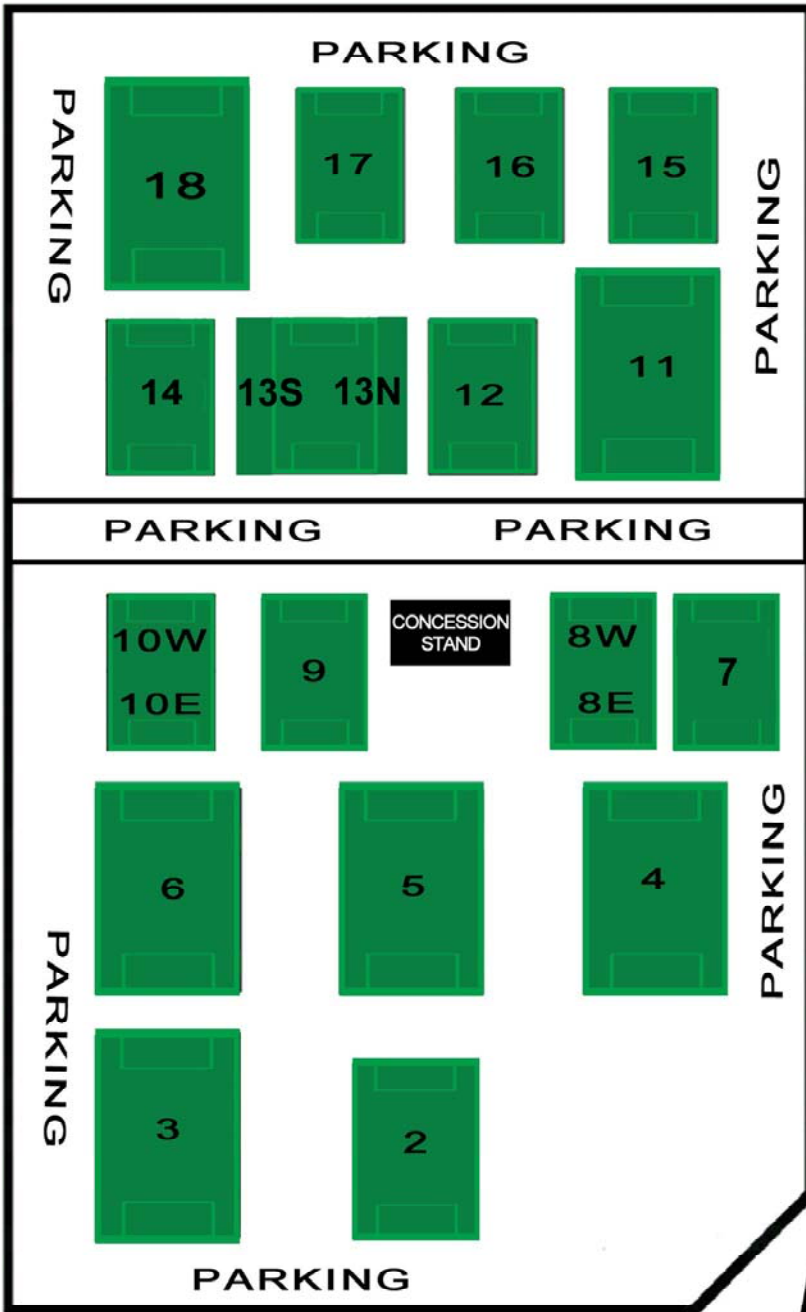 PARKING
PARKING
18
17
16
15
PARKING
14
13S
13N
12
11
PARKING
PARKING
10W
10E
9
CONCESSION
STAND
8W
8E
7
6
5
4
PARKING
PARKING
3
2
PARKING